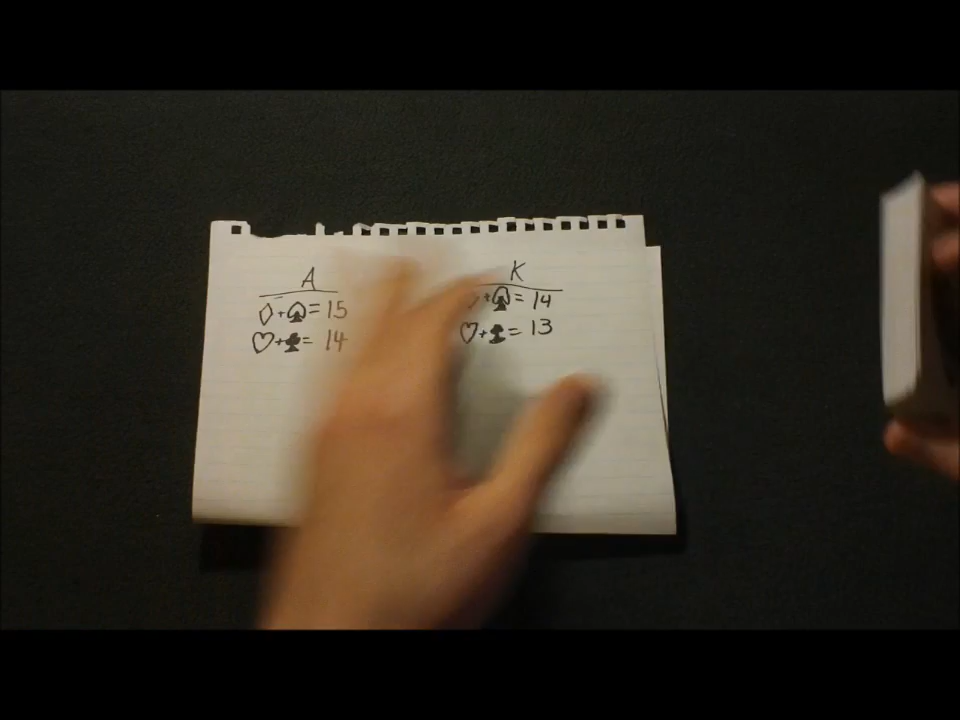 A
◊+♠=15
♡+♣= 14
K
◊+♠= 14
♡+♣= 13